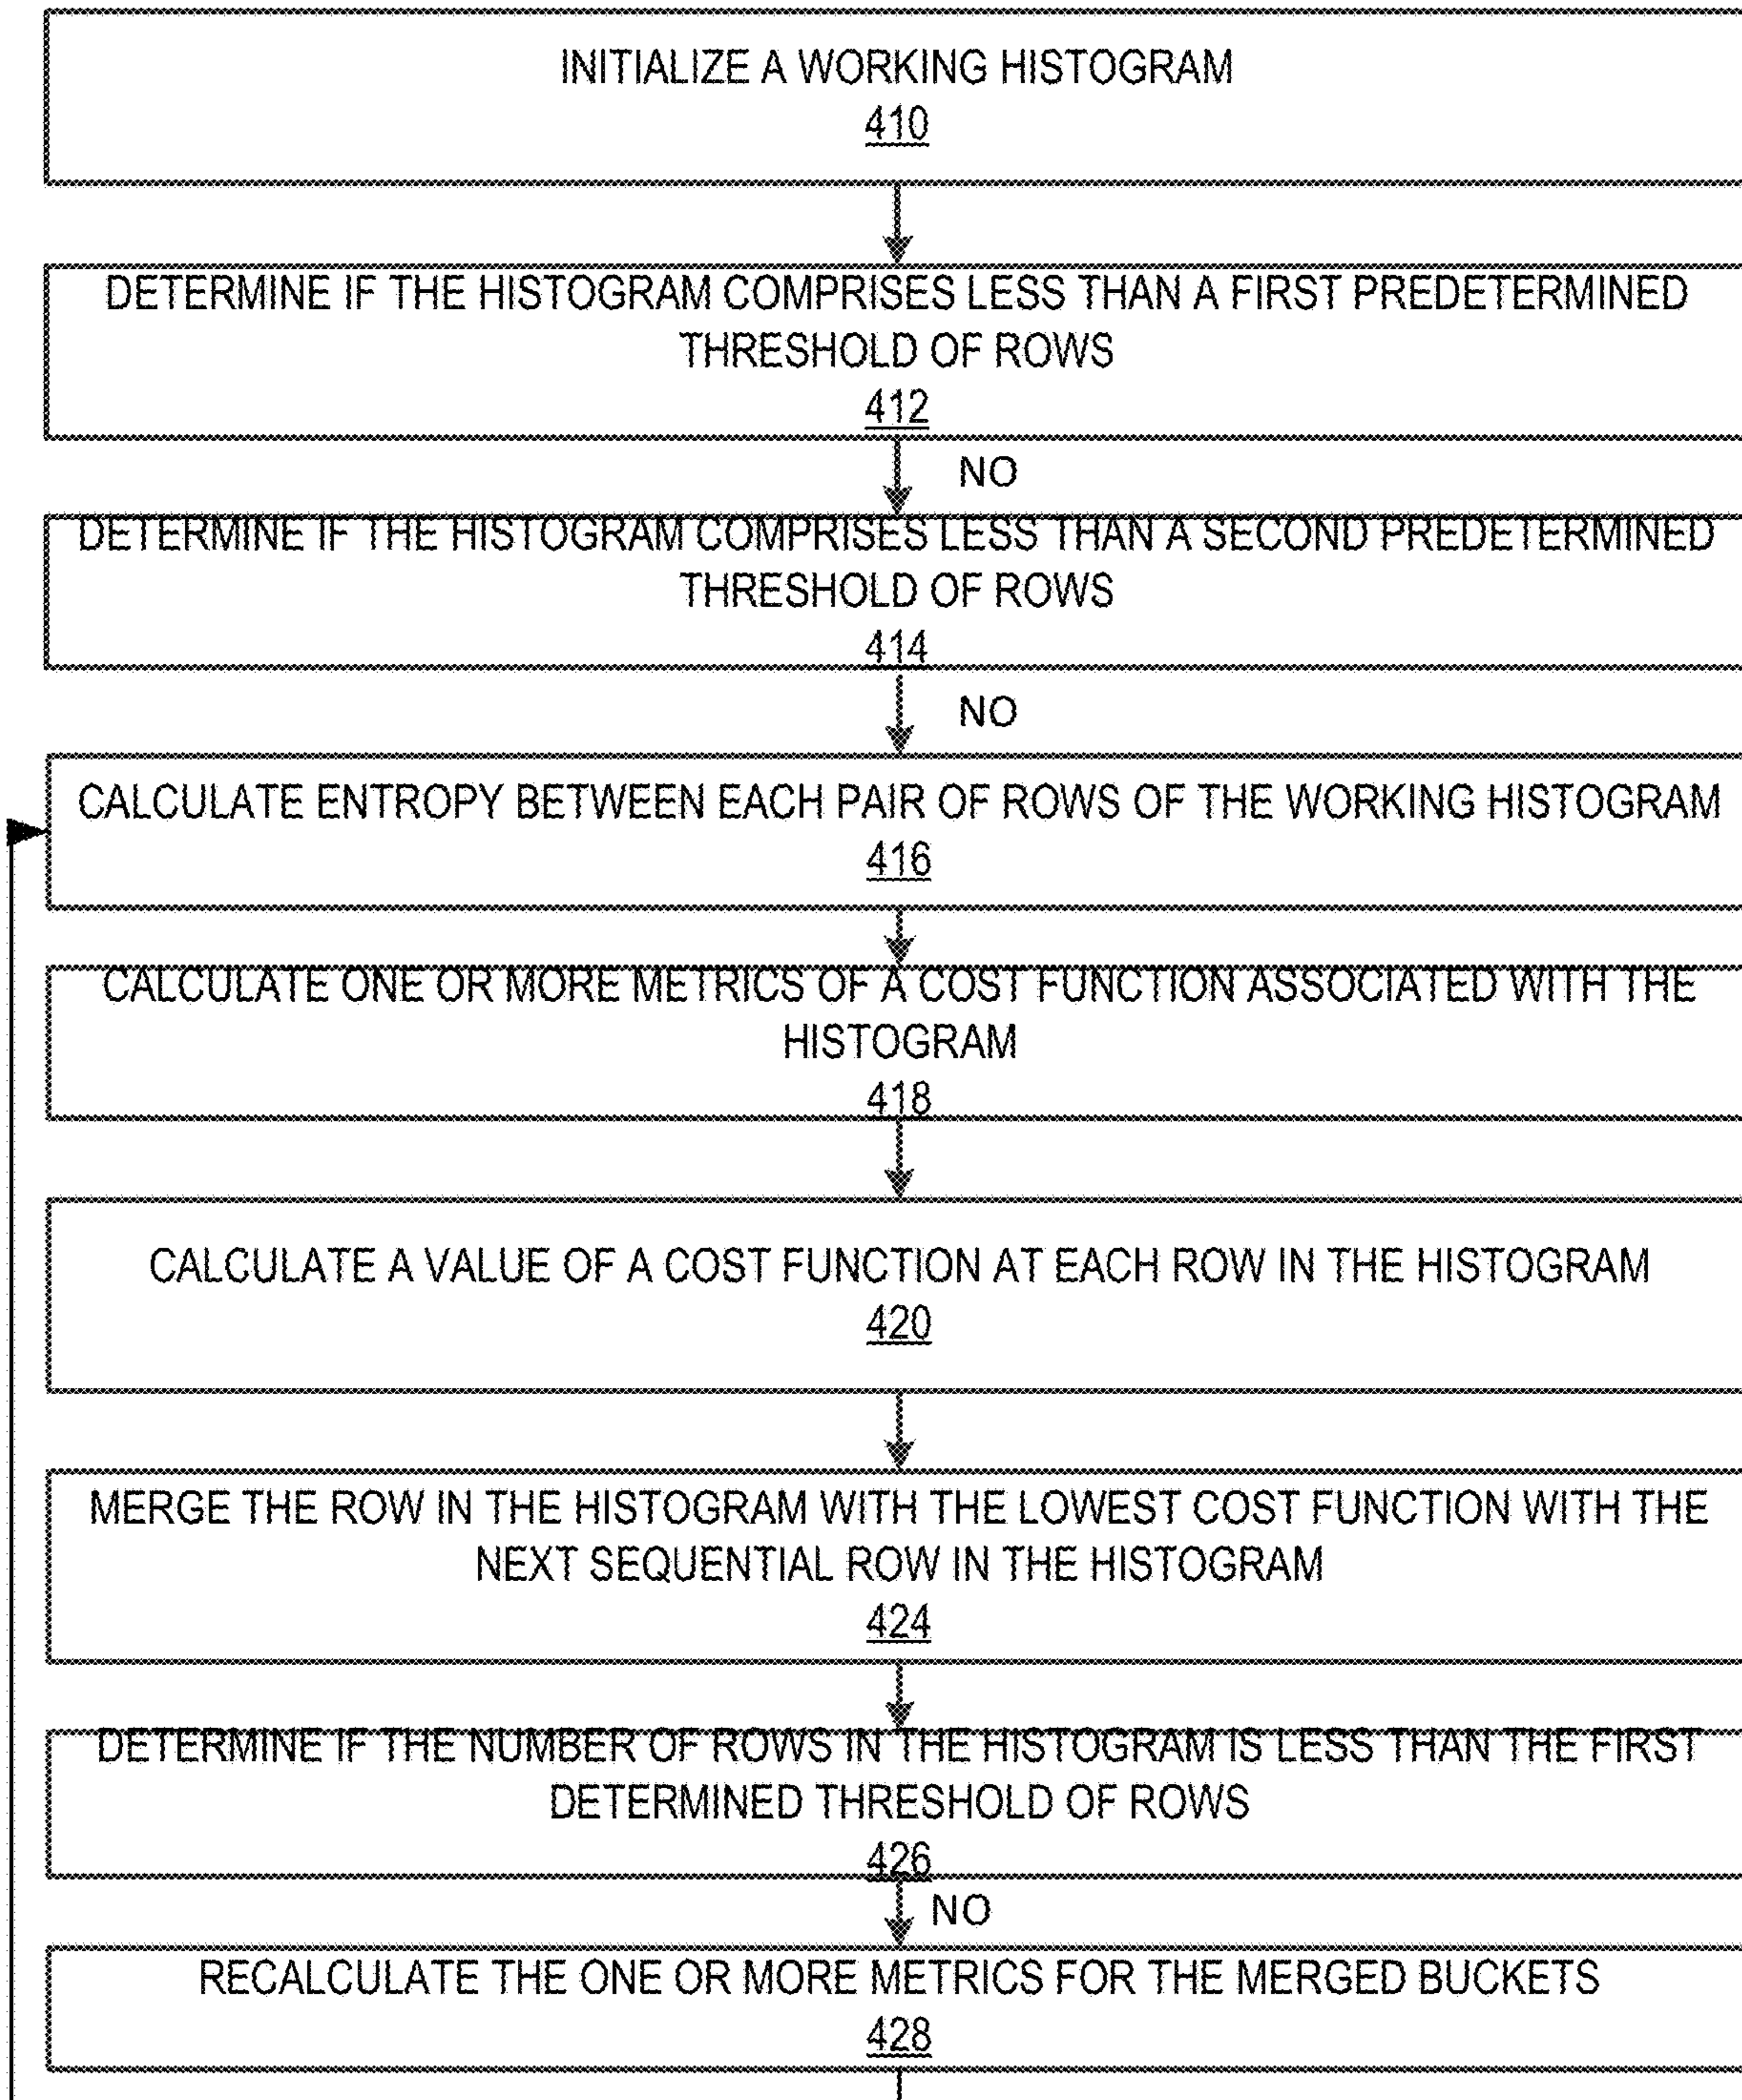 INITIALIZE A WORKING HISTOGRAM
410
DETERMINE IF THE HISTOGRAM COMPRISES LESS THAN A FIRST PREDETERMINED
THRESHOLD OF ROWS
412
NO
DETERMINE IF THE HISTOGRAM COMPRISES LESS THAN A SECOND PREDETERMINED
THRESHOLD OF ROWS
414
NO
CALCULATE ENTROPY BETWEEN EACH PAIR OF ROWS OF THE WORKING HISTOGRAM
416
CALCULATE ONE OR MORE METRICS OF A COST FUNCTION ASSOCIATED WITH THE
HISTOGRAM
418
CALCULATE A VALUE OF A COST FUNCTION AT EACH ROW IN THE HISTOGRAM
420
MERGE THE ROW IN THE HISTOGRAM WITH THE LOWEST COST FUNCTION WITH THE
NEXT SEQUENTIAL ROW IN THE HISTOGRAM
424
DETERMINE IF THE NUMBER OF ROWS IN THE HISTOGRAM IS LESS THAN THE FIRST
DETERMINED THRESHOLD OF ROWS
426
NO
RECALCULATE THE ONE OR MORE METRICS FOR THE MERGED BUCKETS
428